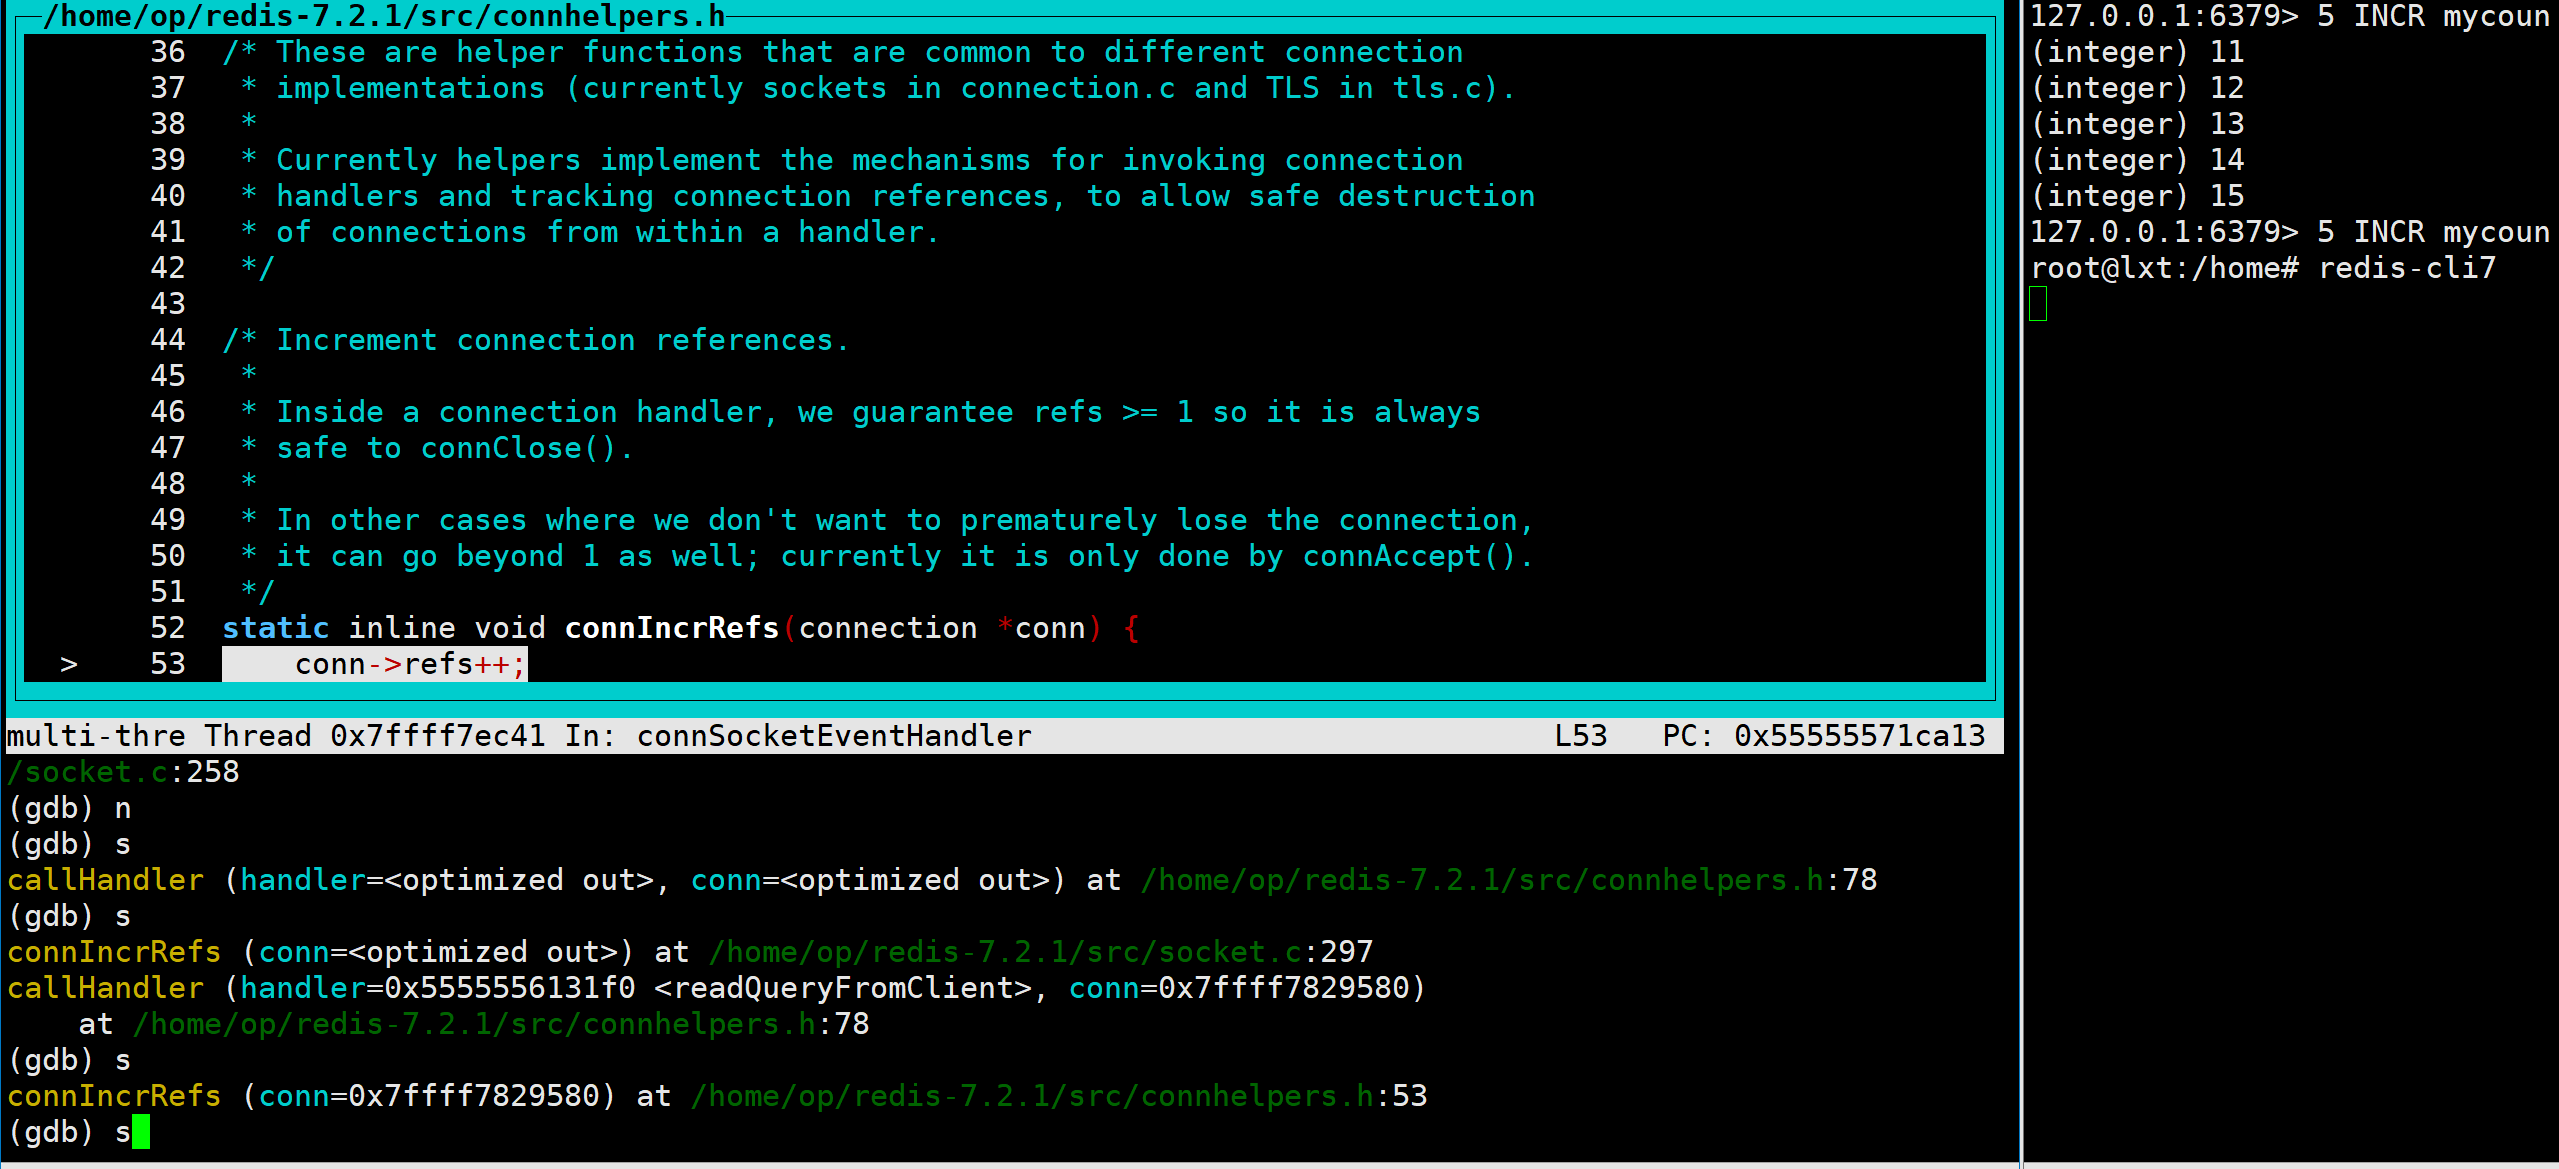 /home/op/redis-7.2.1/src/connhelpers.h
36  /* These are helper functions that are common to different connection
37   * implementations (currently sockets in connection.c and TLS in tls.c).
38   *
39   * Currently helpers implement the mechanisms for invoking connection
40   * handlers and tracking connection references, to allow safe destruction
41   * of connections from within a handler.
42   */
43
44  /* Increment connection references.
45   *
46   * Inside a connection handler, we guarantee refs >= 1 so it is always
47   * safe to connClose().
48   *
49   * In other cases where we don't want to prematurely lose the connection,
50   * it can go beyond 1 as well; currently it is only done by connAccept().
51   */
52  static inline void connIncrRefs(connection *conn) {
> 53      conn->refs++;
multi-thre Thread 0x7ffff7ec41 In: connSocketEventHandler L53 PC: 0x55555571ca13
/socket.c:258
(gdb) n
(gdb) s
callHandler (handler=<optimized out>, conn=<optimized out>) at /home/op/redis-7.2.1/src/connhelpers.h:78
(gdb) s
connIncrRefs (conn=<optimized out>) at /home/op/redis-7.2.1/src/socket.c:297
callHandler (handler=0x5555556131f0 <readQueryFromClient>, conn=0x7ffff7829580)
    at /home/op/redis-7.2.1/src/connhelpers.h:78
(gdb) s
connIncrRefs (conn=0x7ffff7829580) at /home/op/redis-7.2.1/src/connhelpers.h:53
(gdb) s
127.0.0.1:6379> 5 INCR mycoun
(integer) 11
(integer) 12
(integer) 13
(integer) 14
(integer) 15
127.0.0.1:6379> 5 INCR mycoun
root@lxt:/home# redis-cli7